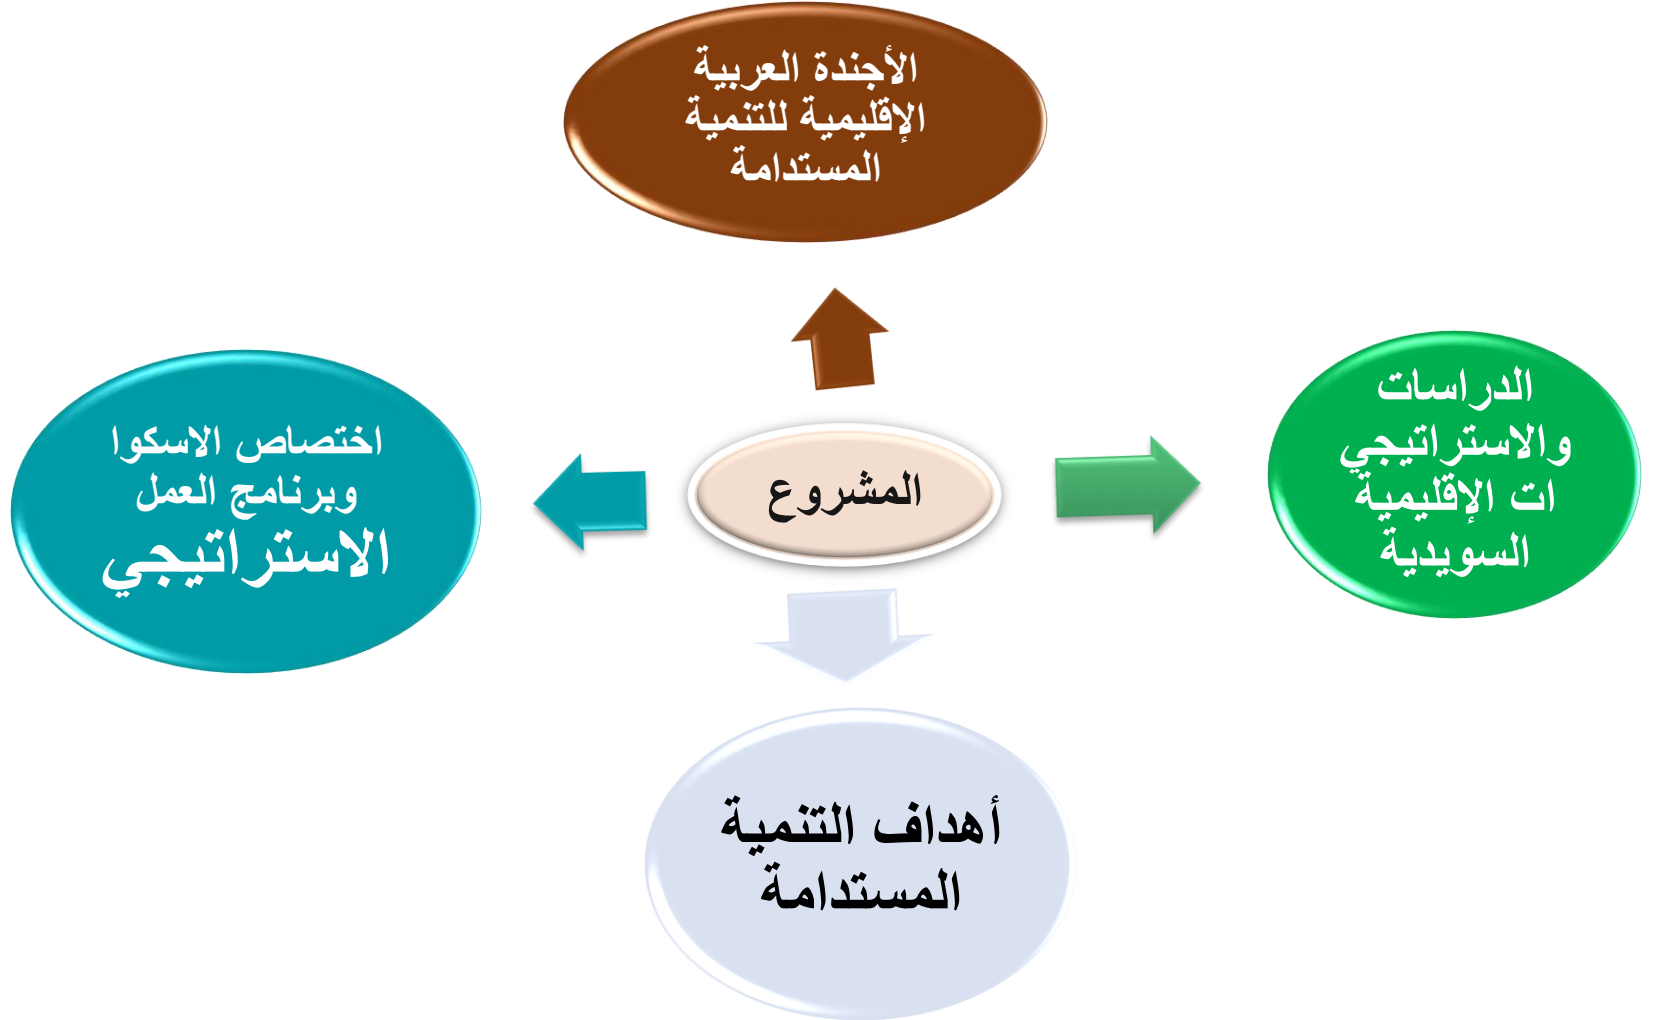 الأجندة العربية
الإقليمية للتنمية
المستدامة
الدراسات
والاستراتيجي
ات الإقليمية
السويدية
المشروع
اختصاص الاسكوا
وبرنامج العمل
الاستراتيجي
أهداف التنمية
المستدامة